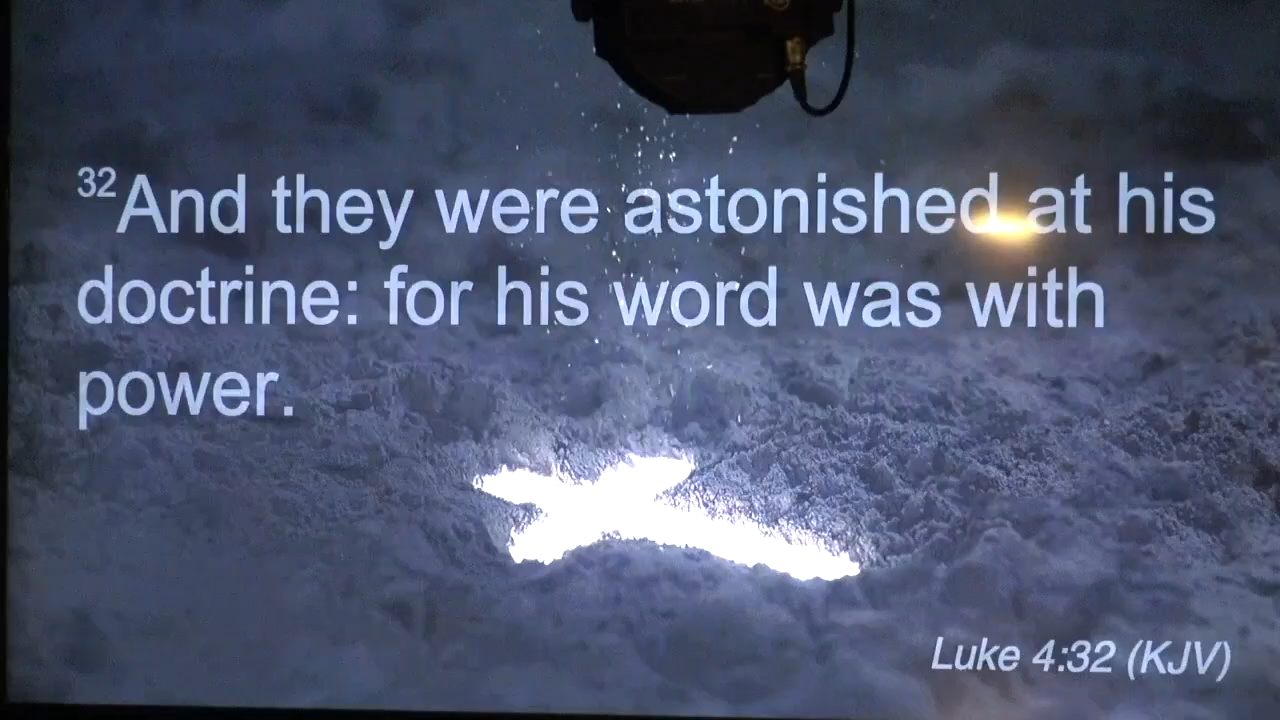 32And they were astonished at his
doctrine: for his word was with
power.
Luke 4:32 (KJV)